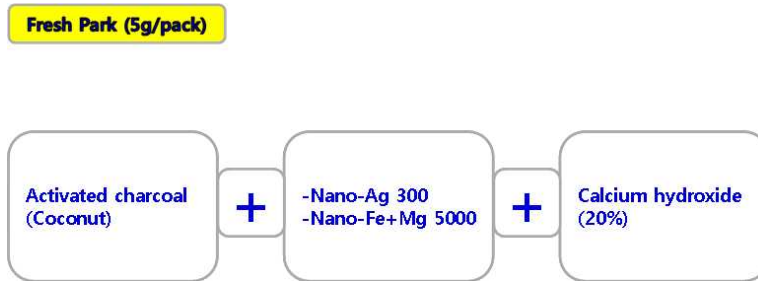 Fresh Park (5g/pack)
Activated charcoal
(Coconut)
+
-Nano-Ag 300
-Nano-Fe+Mg 5000
+
Calcium hydroxide
(20%)